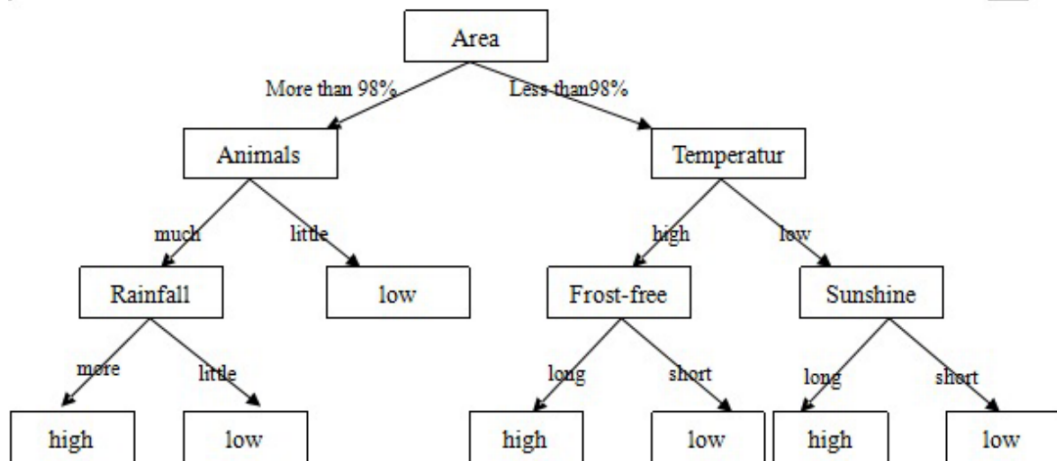 Area
More than 98%
Less than98%
Animals
Temperatur
much
little
high
low
Rainfall
low
Frost-free
Sunshine
more
little
long
short
long
short
high
low
high
low
high
low